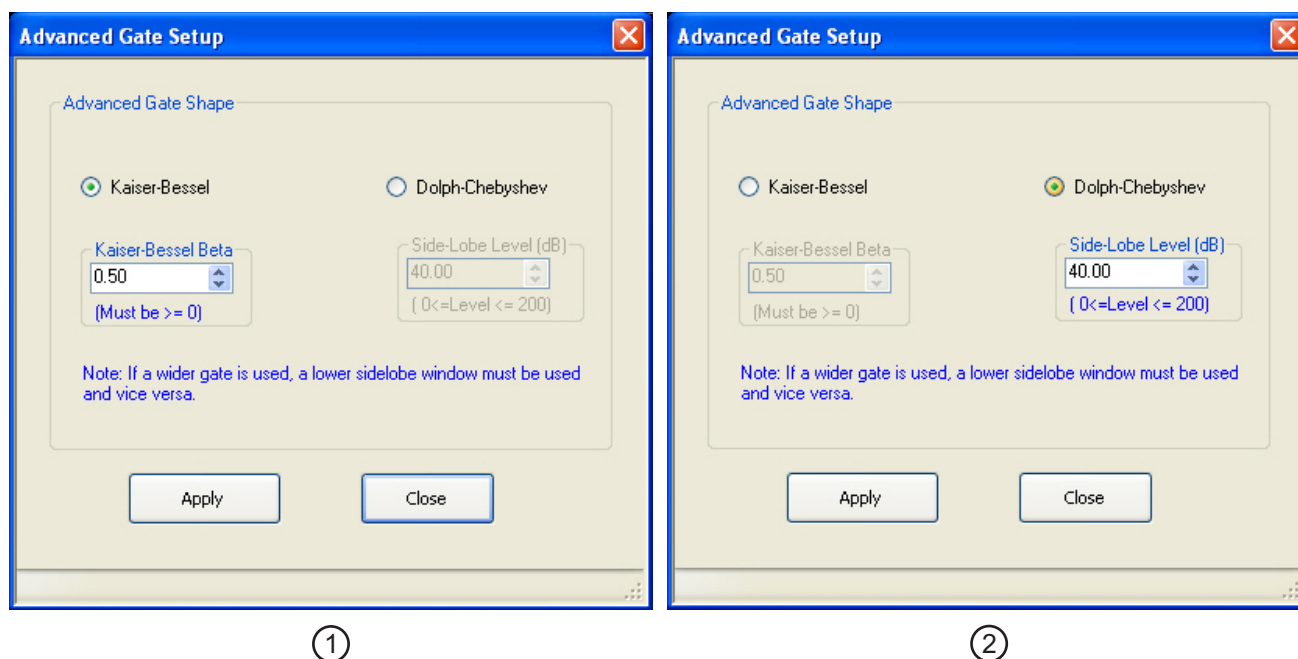 Advanced Gate Setup
Advanced Gate Shape
Kaiser-Bessel
Dolph-Chebyshev
Kaiser-Bessel Beta
0.50
(Must be >= 0)
Side-Lobe Level (dB)
40.00
( 0<=Level <= 200)
Note: If a wider gate is used, a lower sidelobe window must be used
and vice versa.
Apply
Close
1
Advanced Gate Setup
Advanced Gate Shape
Kaiser-Bessel
Dolph-Chebyshev
Kaiser-Bessel Beta
0.50
(Must be >= 0)
Side-Lobe Level (dB)
40.00
( 0<=Level <= 200)
Note: If a wider gate is used, a lower sidelobe window must be used
and vice versa.
Apply
Close
2